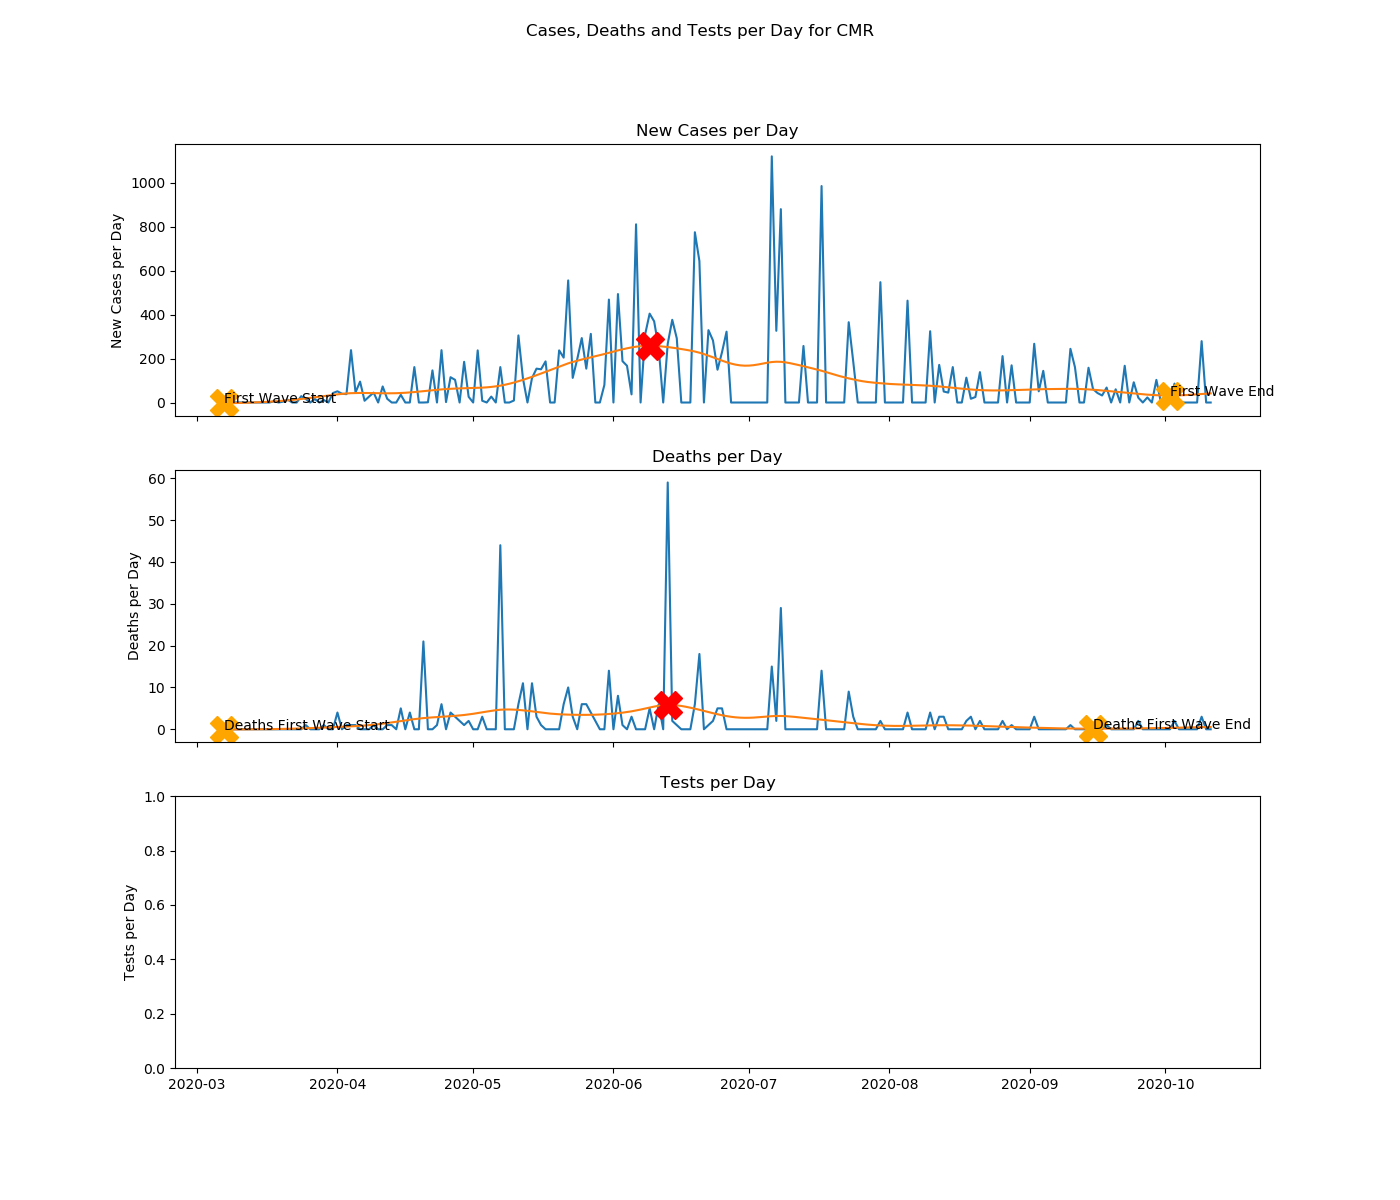 Cases, Deaths and Tests per Day for CMR
New Cases per Day
New Cases per Day
1000
800
600
400
200
0
First Wave Start
First Wave End
Deaths per Day
Deaths per Day
60
50
40
30
20
10
0
Deaths First Wave Start
Deaths First Wave End
Tests per Day
Tests per Day
1.0
0.8
0.6
0.4
0.2
0.0
2020-03 2020-04 2020-05 2020-06 2020-07 2020-08 2020-09 2020-10